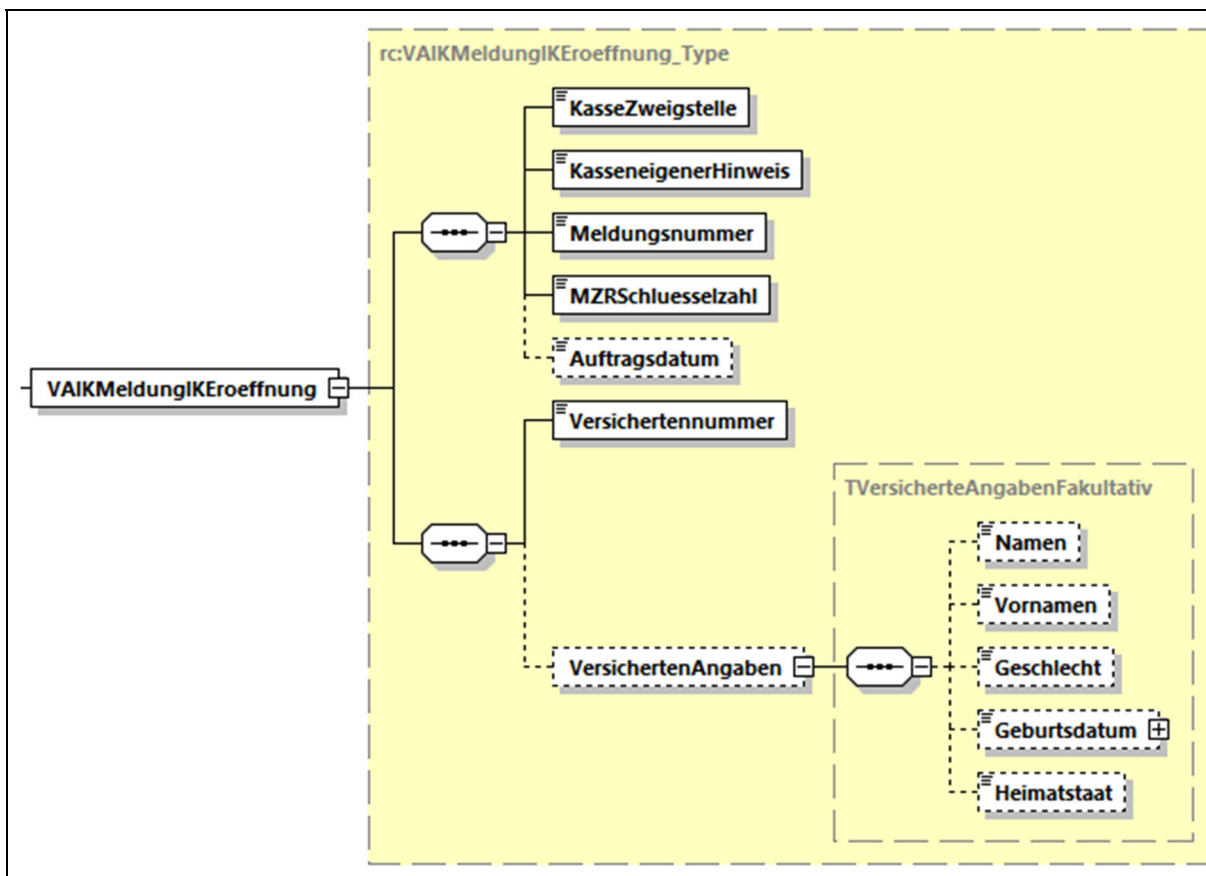 rc:VAIKMeldungIKEroeffnung_Type
KasseZweigstelle
KasseneigenerHinweis
Meldungsnummer
MZRSchluesselzahl
Auftragsdatum
VAIKMeldungIKEroeffnung
Versichertennummer
TVersicherteAngabenFakultativ
Namen
Vornamen
VersichertenAngaben
Geschlecht
Geburtsdatum
Heimatstaat